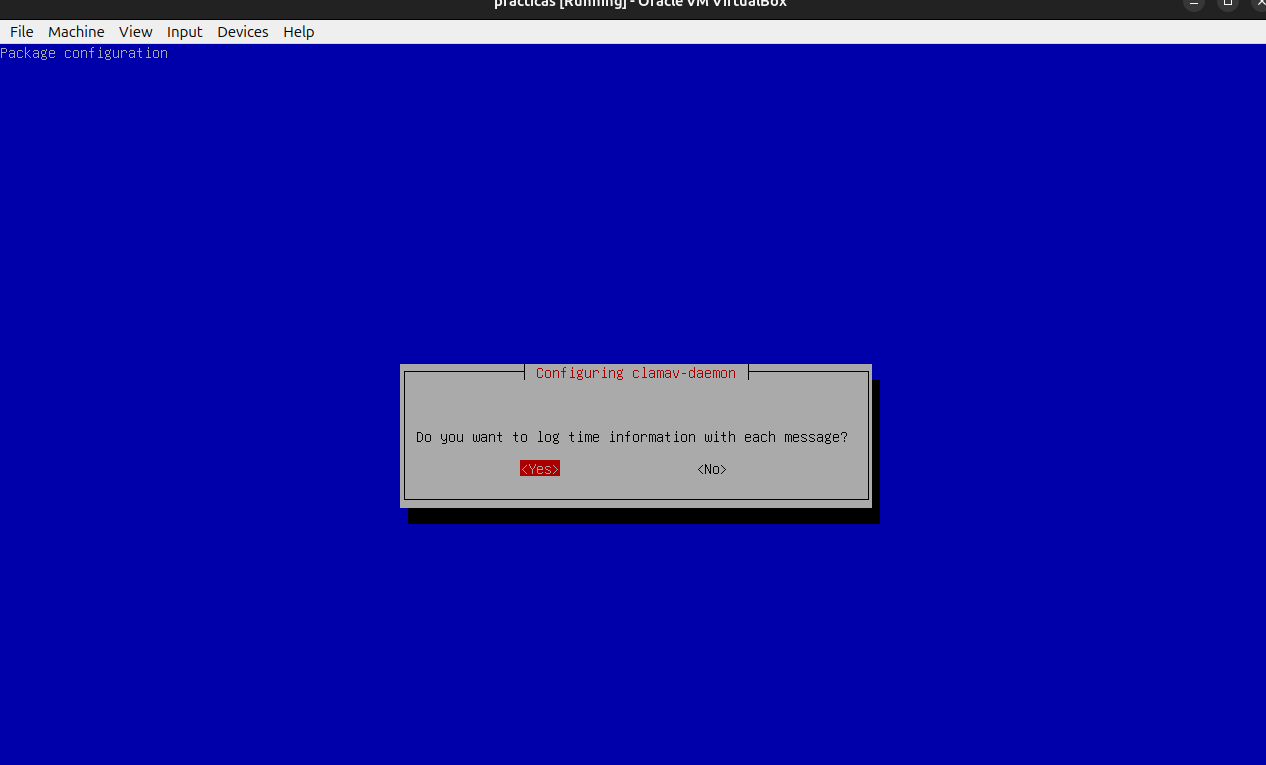 practicas [Running] - Oracle VM VirtualBox
File Machine View Input Devices Help
Package configuration
Configuring clamav-daemon
Do you want to log time information with each message?
<Yes> <No>